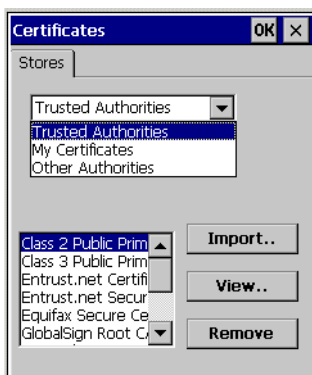 Certificates OK ×
Stores
Trusted Authorities
Trusted Authorities
My Certificates
Other Authorities
Class 2 Public Prim
Class 3 Public Prim
Entrust.net Certifi
Entrust.net Secur
Equifax Secure Ce
GlobalSign Root C
Import..
View..
Remove